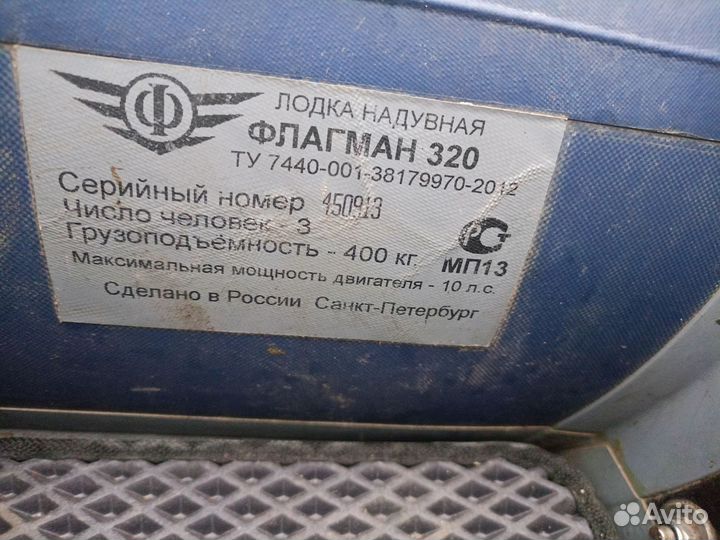 Ф
ЛОДКА НАДУВНАЯ
ФЛАГМАН 320
ТУ 7440-001-38179970-2012
Серийный номер 450913
Число человек - 3
Грузоподъемность - 400 кг.
РСТ
МП13
Максимальная мощность двигателя - 10 л.с.
Сделано в России Санкт-Петербург
Avito